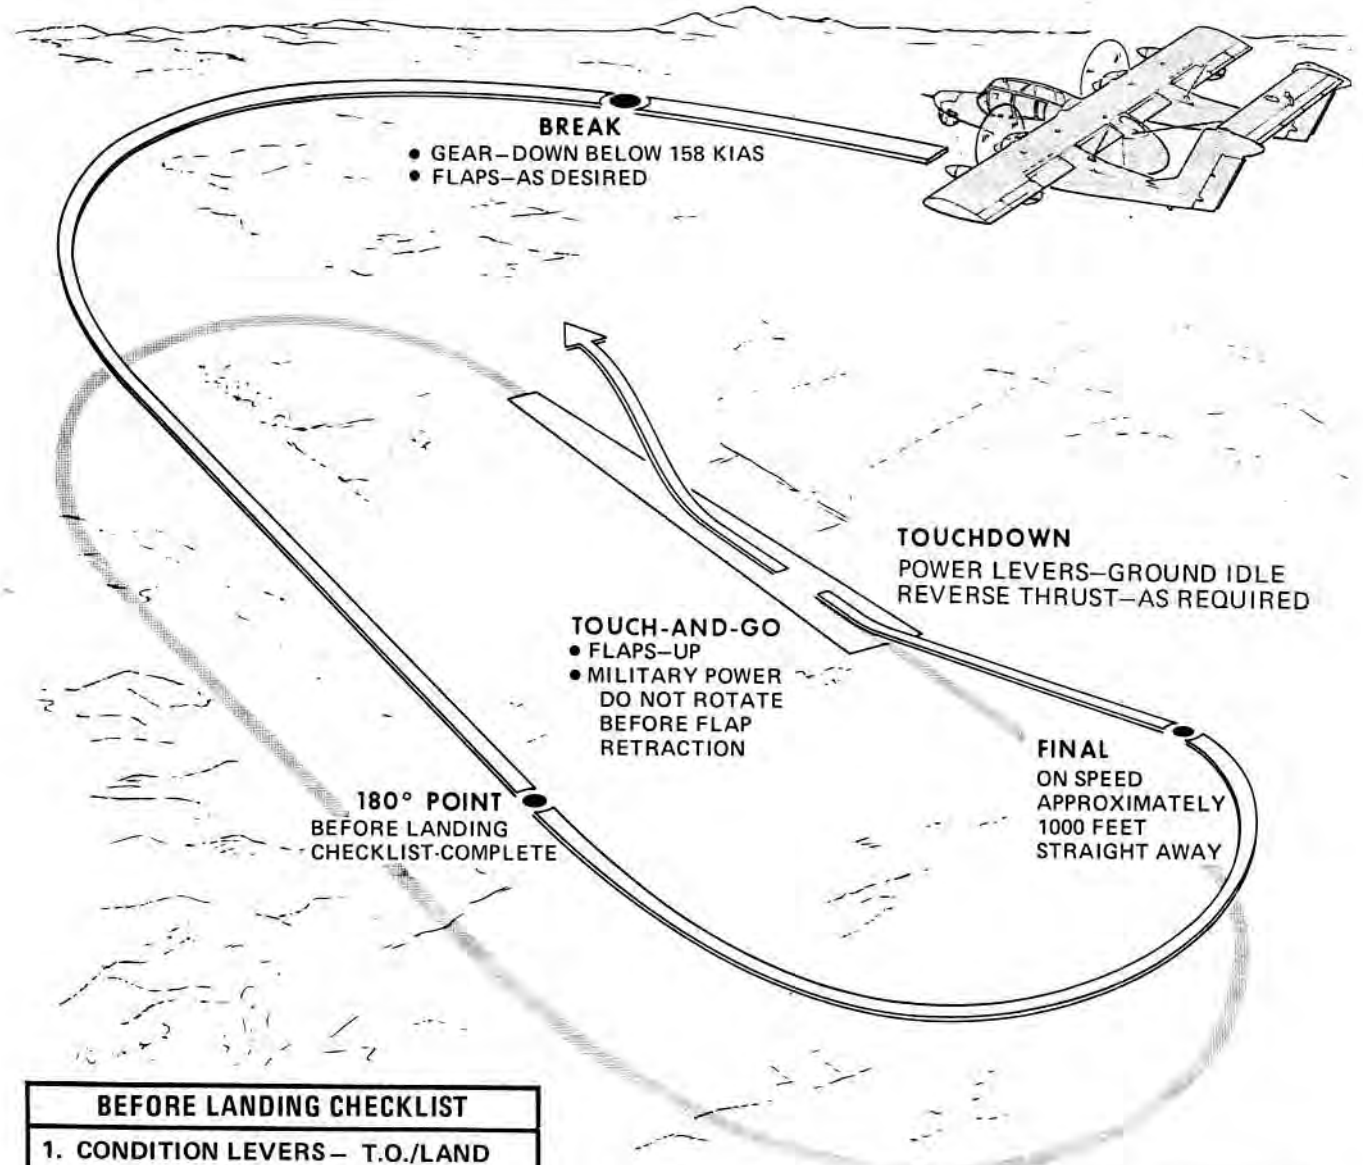 BREAK
● GEAR–DOWN BELOW 158 KIAS
● FLAPS–AS DESIRED
TOUCHDOWN
POWER LEVERS–GROUND IDLE
REVERSE THRUST–AS REQUIRED
TOUCH-AND-GO
● FLAPS–UP
● MILITARY POWER
DO NOT ROTATE
BEFORE FLAP
RETRACTION
FINAL
ON SPEED
APPROXIMATELY
1000 FEET
STRAIGHT AWAY
180° POINT
BEFORE LANDING
CHECKLIST-COMPLETE
BEFORE LANDING CHECKLIST
1. CONDITION LEVERS – T.O./LAND